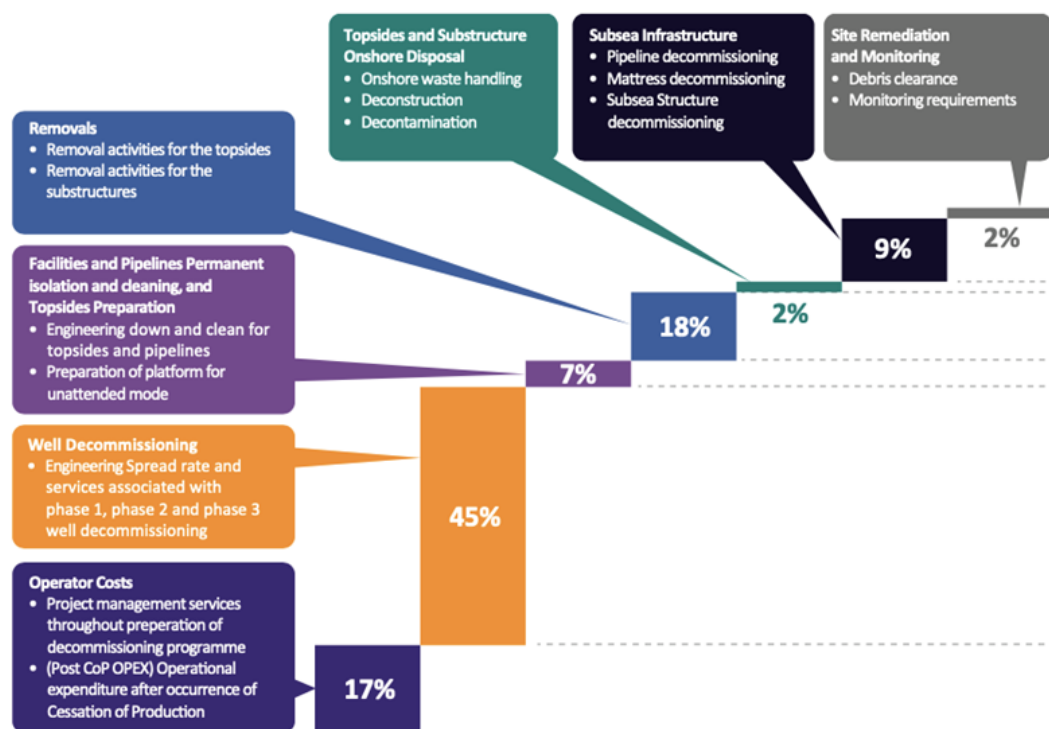 Topsides and Substructure
Onshore Disposal
• Onshore waste handling
• Deconstruction
• Decontamination
Subsea Infrastructure
• Pipeline decommissioning
• Mattress decommissioning
• Subsea Structure
decommissioning
Site Remediation
and Monitoring
• Debris clearance
• Monitoring requirements
Removals
• Removal activities for the topsides
• Removal activities for the
substructures
Facilities and Pipelines Permanent
isolation and cleaning, and
Topsides Preparation
• Engineering down and clean for
topsides and pipelines
• Preparation of platform for
unattended mode
Well Decommissioning
• Engineering Spread rate and
services associated with
phase 1, phase 2 and phase 3
well decommissioning
Operator Costs
• Project management services
throughout preperation of
decommissioning programme
• (Post CoP OPEX) Operational
expenditure after occurrence of
Cessation of Production
17%
45%
7%
18%
2%
9%
2%